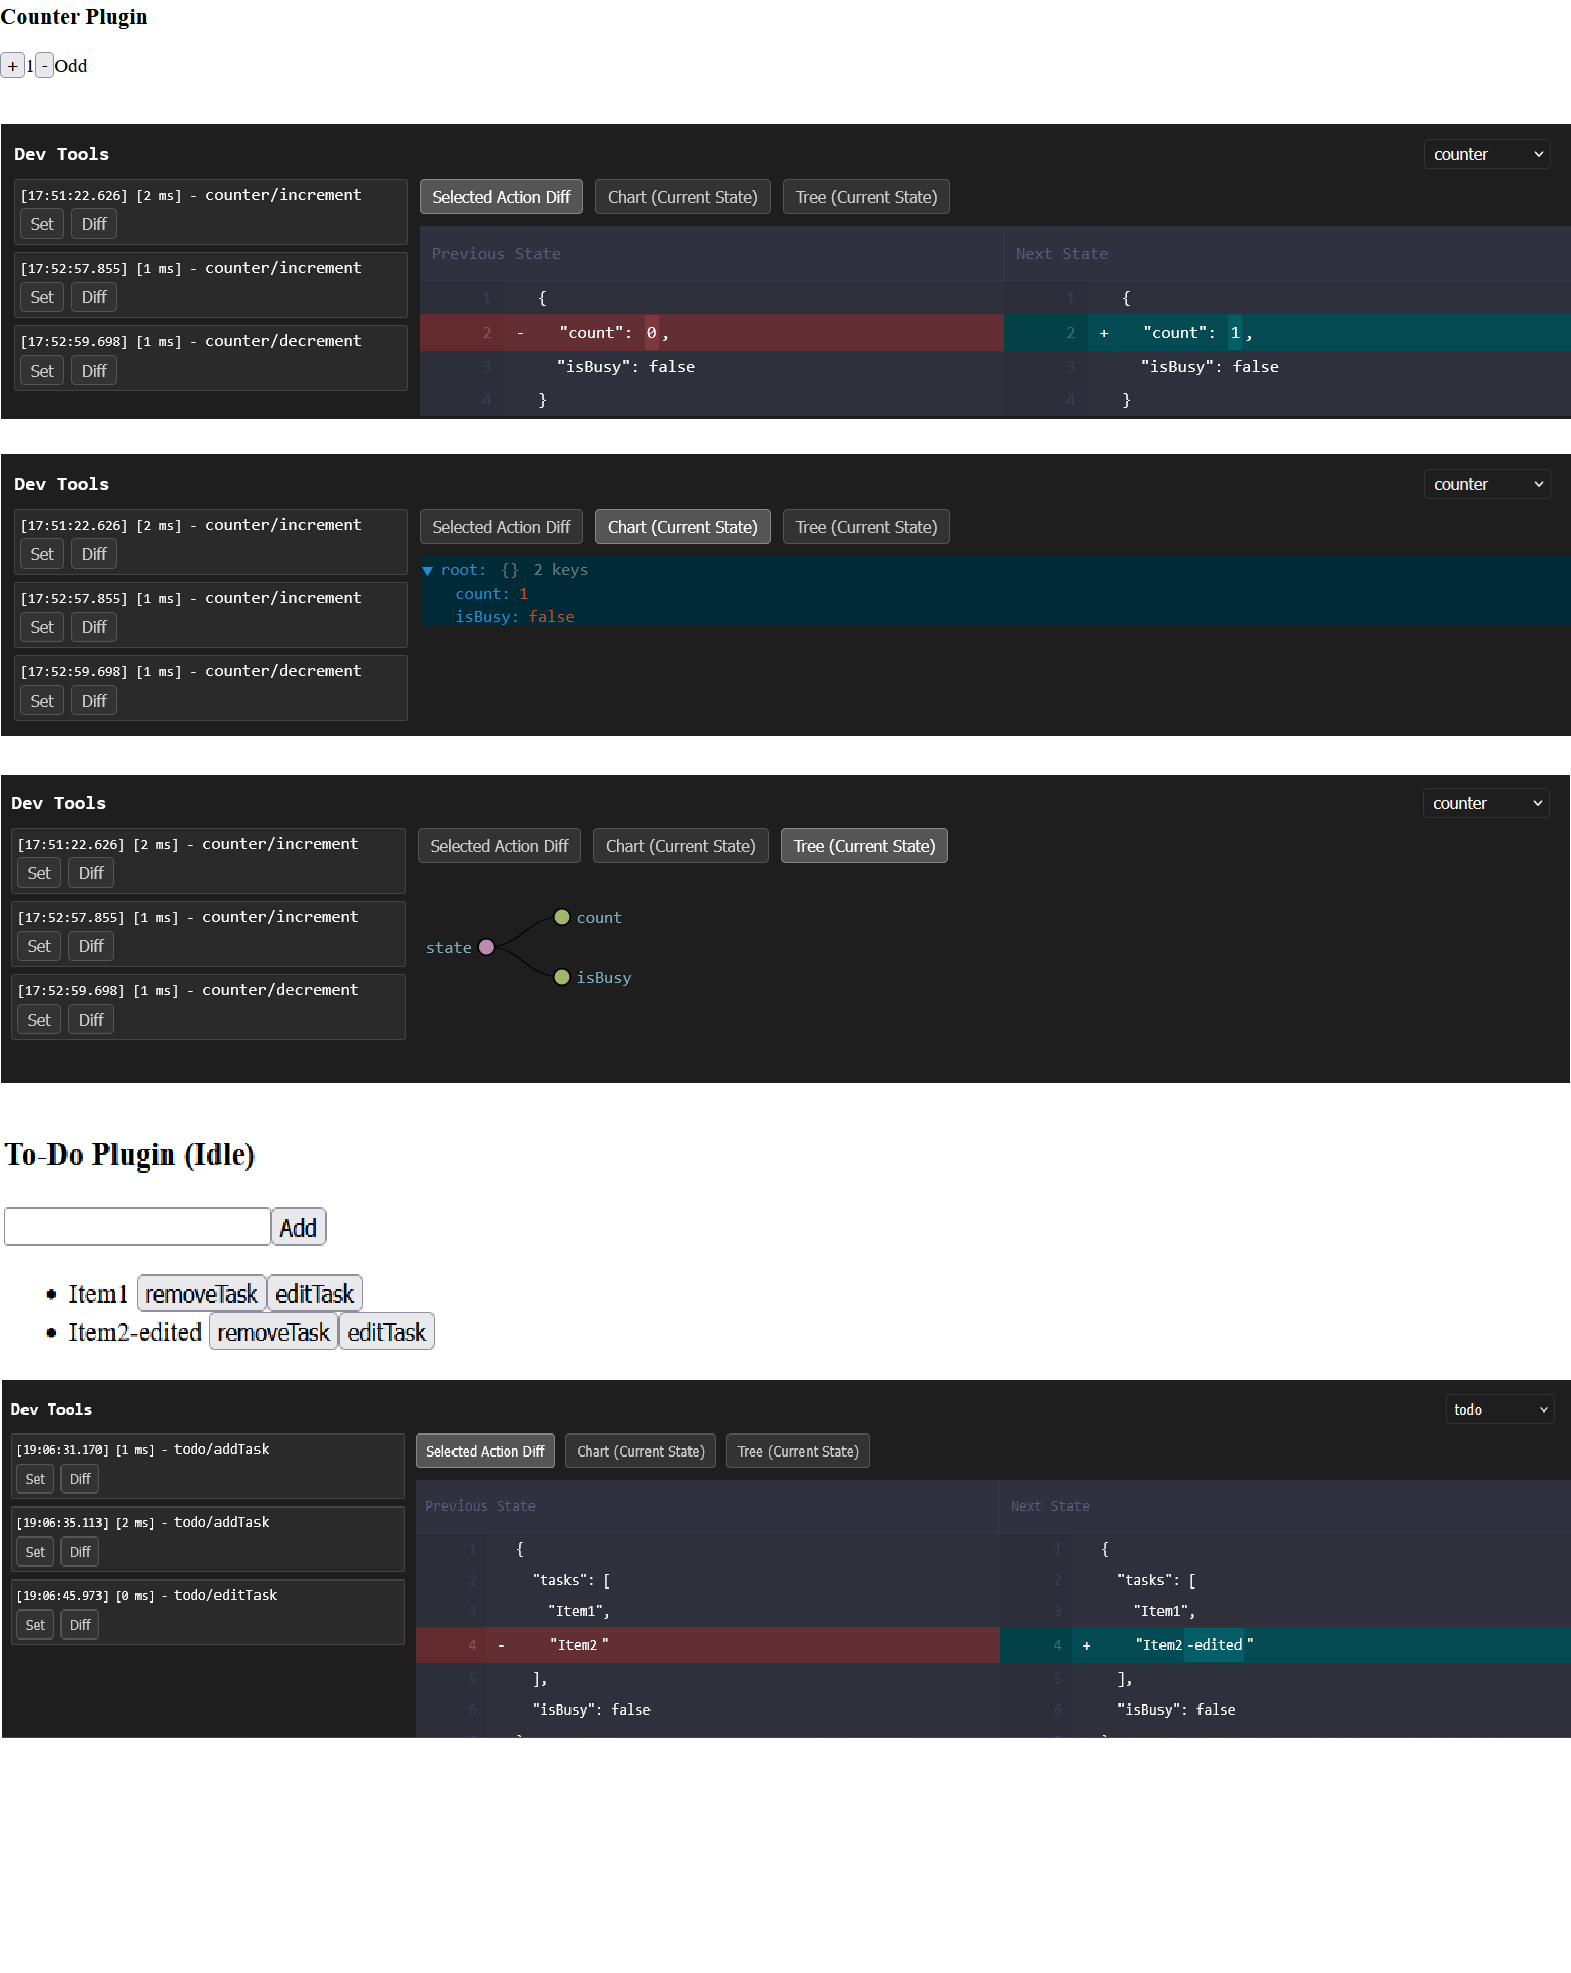 Counter Plugin
+ 1 - Odd
Dev Tools
counter
[17:51:22.626] [2 ms] - counter/increment
Set Diff
[17:52:57.855] [1 ms] - counter/increment
Set Diff
[17:52:59.698] [1 ms] - counter/decrement
Set Diff
Selected Action Diff Chart (Current State) Tree (Current State)
Previous State
1 {
2 - "count": 0,
3 "isBusy": false
4 }
Next State
1 {
2 + "count": 1,
3 "isBusy": false
4 }
Dev Tools
counter
[17:51:22.626] [2 ms] - counter/increment
Set Diff
[17:52:57.855] [1 ms] - counter/increment
Set Diff
[17:52:59.698] [1 ms] - counter/decrement
Set Diff
Selected Action Diff Chart (Current State) Tree (Current State)
root: {} 2 keys
count: 1
isBusy: false
Dev Tools
counter
[17:51:22.626] [2 ms] - counter/increment
Set Diff
[17:52:57.855] [1 ms] - counter/increment
Set Diff
[17:52:59.698] [1 ms] - counter/decrement
Set Diff
Selected Action Diff Chart (Current State) Tree (Current State)
state
count
isBusy
To-Do Plugin (Idle)
Add
• Item1 removeTask editTask
• Item2-edited removeTask editTask
Dev Tools
todo
[19:06:31.170] [1 ms] - todo/addTask
Set Diff
[19:06:35.113] [2 ms] - todo/addTask
Set Diff
[19:06:45.973] [0 ms] - todo/editTask
Set Diff
Selected Action Diff Chart (Current State) Tree (Current State)
Previous State
1 {
2 "tasks": [
3 "Item1",
4 - "Item2"
5 ],
6 "isBusy": false
Next State
1 {
2 "tasks": [
3 "Item1",
4 + "Item2-edited"
5 ],
6 "isBusy": false